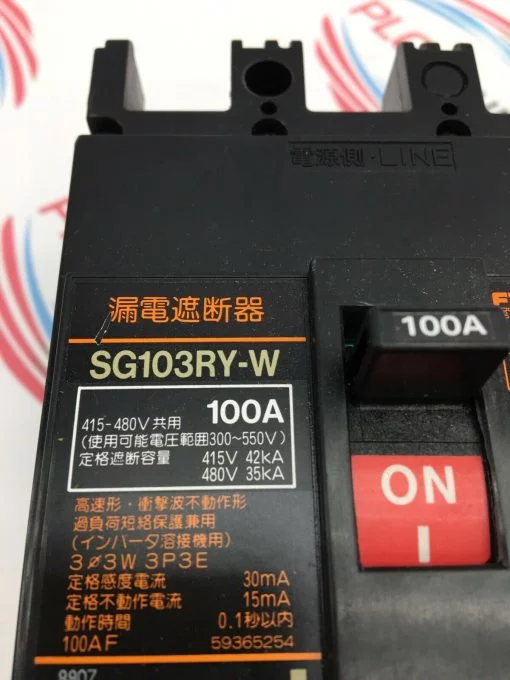 電源側・LINE
漏電遮断器
SG103RY-W
415-480V共用 100A
(使用可能電圧範囲300~550V)
定格遮断容量 415V 42kA
480V 35kA
高速形・衝撃波不動作形
過負荷短絡保護兼用
(インバータ溶接機用)
3ø3W 3P3E
定格感度電流 30mA
定格不動作電流 15mA
動作時間 0.1秒以内
100AF 59365254
9907
100A
ON
I